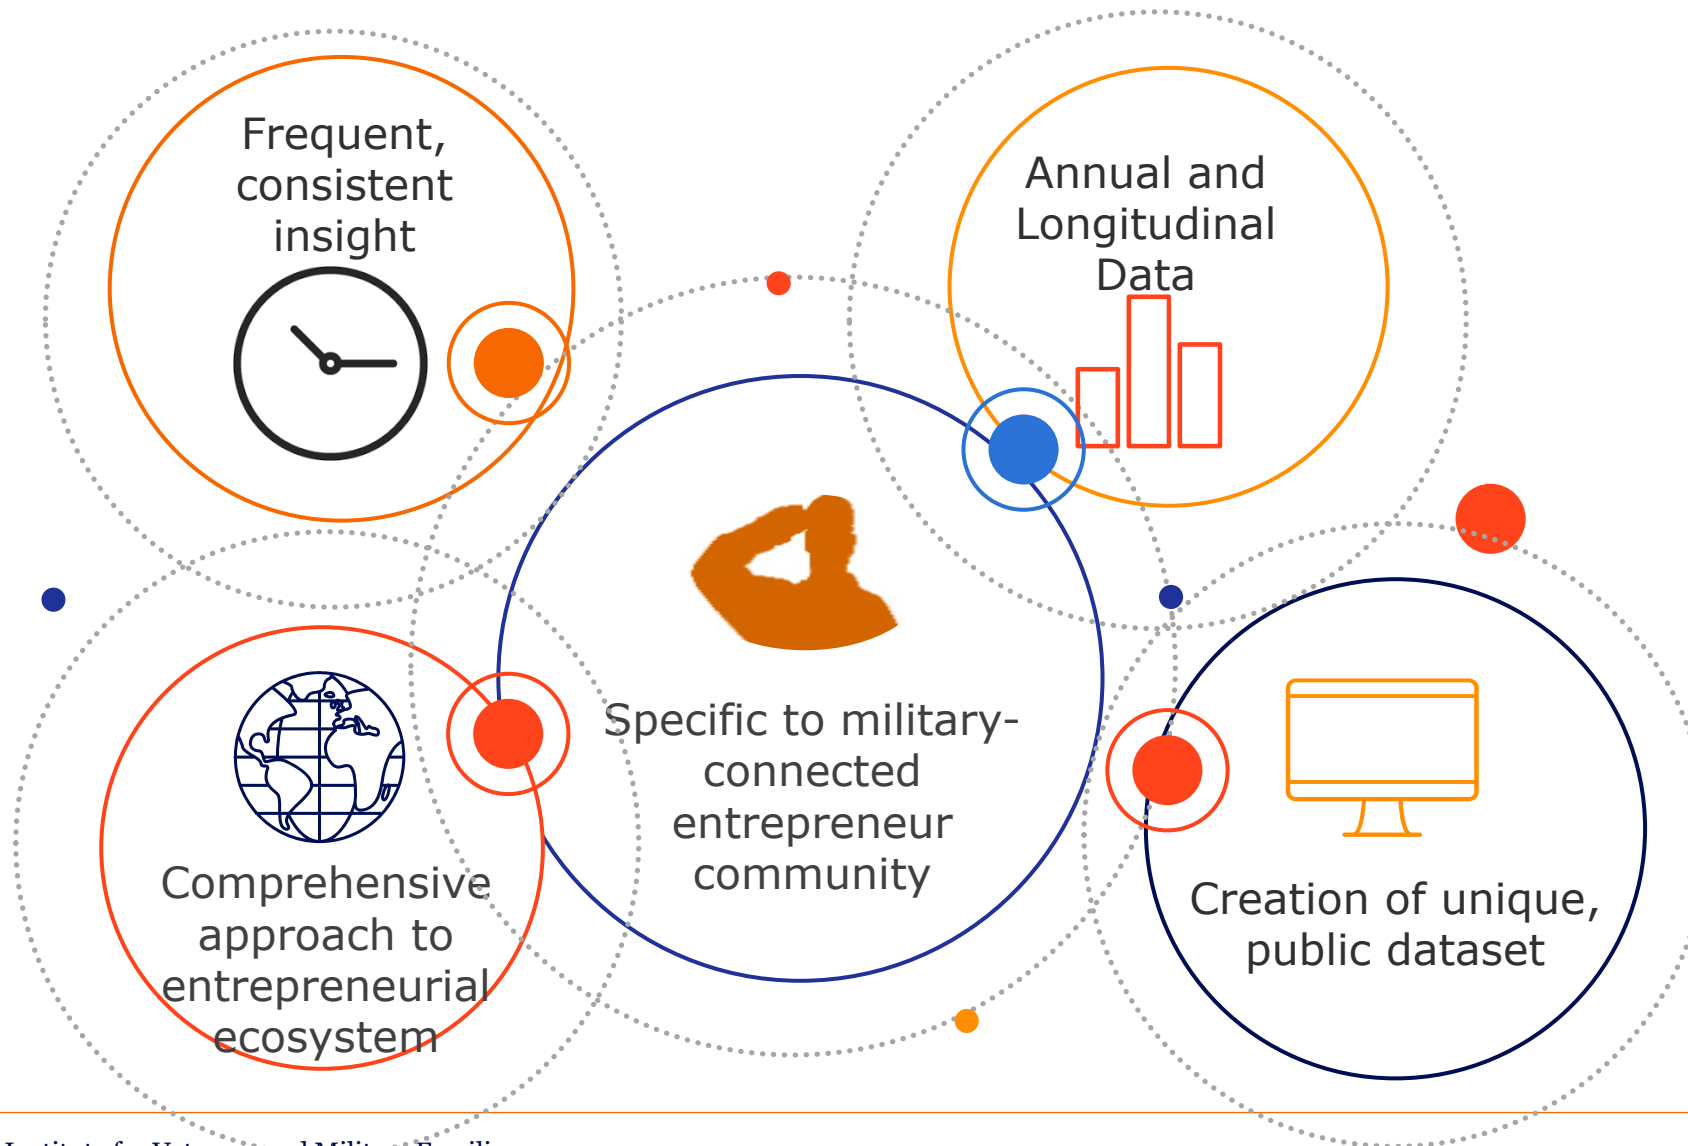 Frequent,
consistent
insight
Annual and
Longitudinal
Data
Specific to military-
connected
entrepreneur
community
Comprehensive
approach to
entrepreneurial
ecosystem
Creation of unique,
public dataset